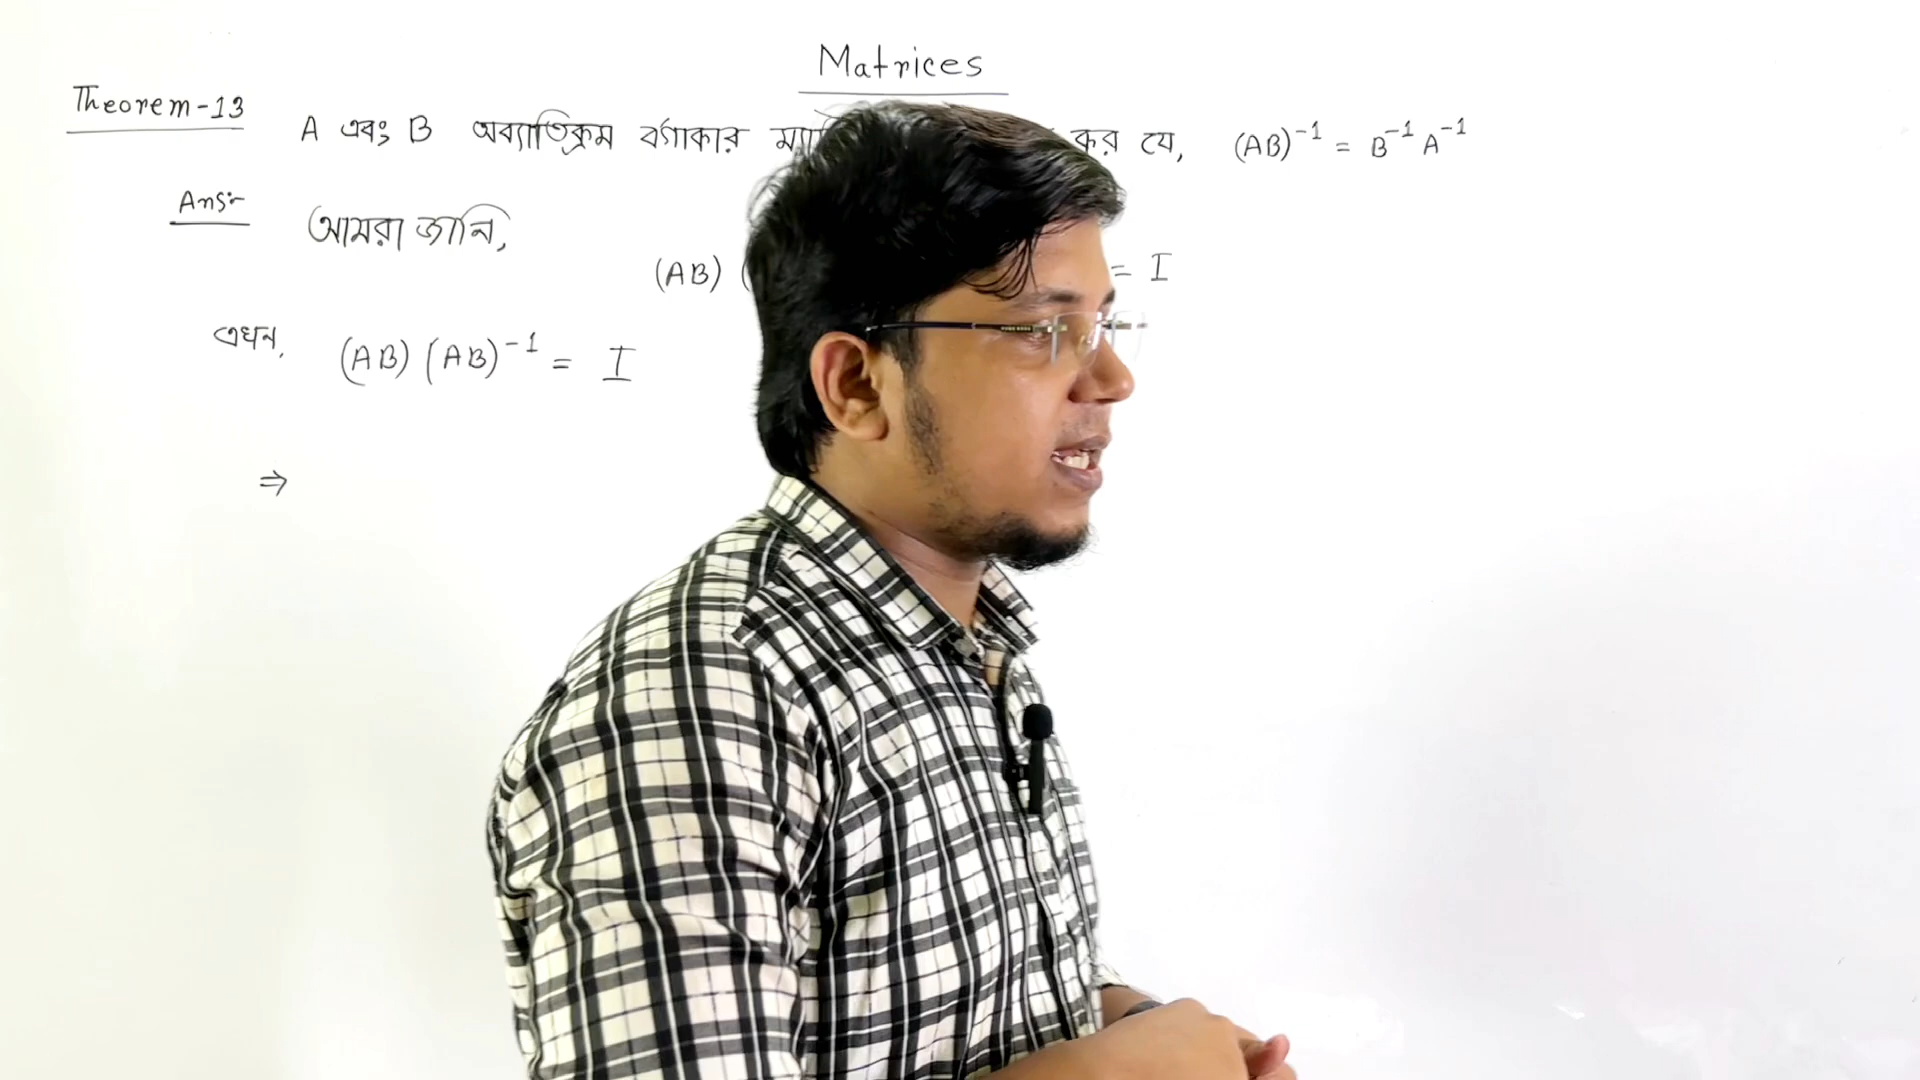 Matrices
Theorem-13 A এবং B অব্যাতিক্রম বর্গাকার কর যে, (AB)⁻¹ = B⁻¹ A⁻¹
Ans:-
আমরা জানি,
(AB) ( = I
এখন, (AB) (AB)⁻¹ = I
⇒